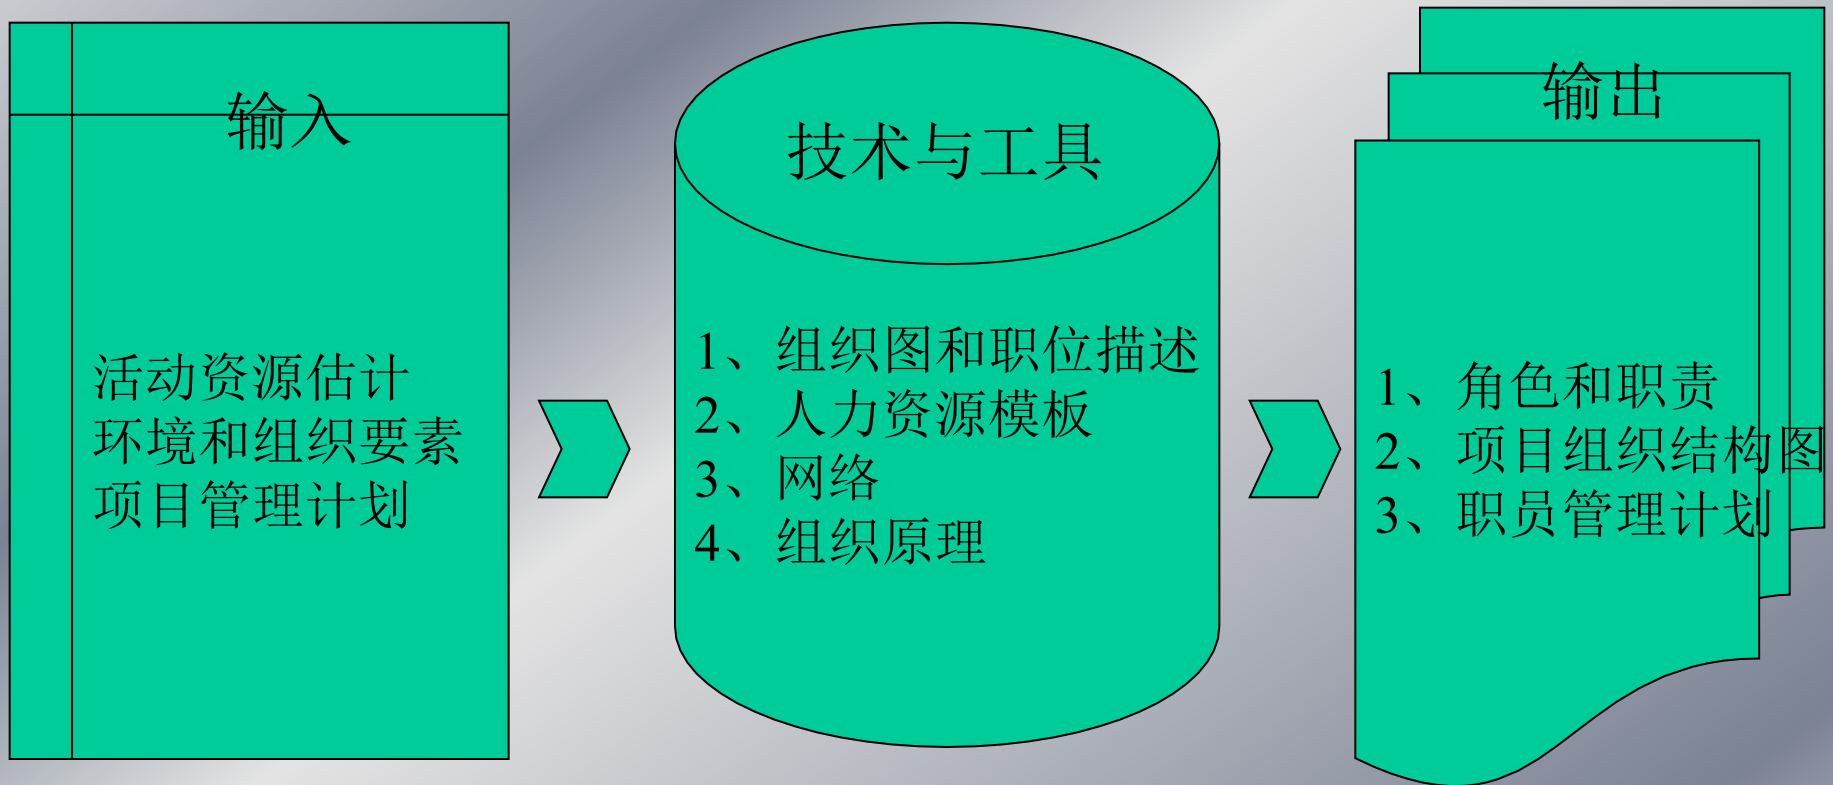 输入
活动资源估计
环境和组织要素
项目管理计划
技术与工具
1、组织图和职位描述
2、人力资源模板
3、网络
4、组织原理
输出
1、角色和职责
2、项目组织结构图
3、职员管理计划